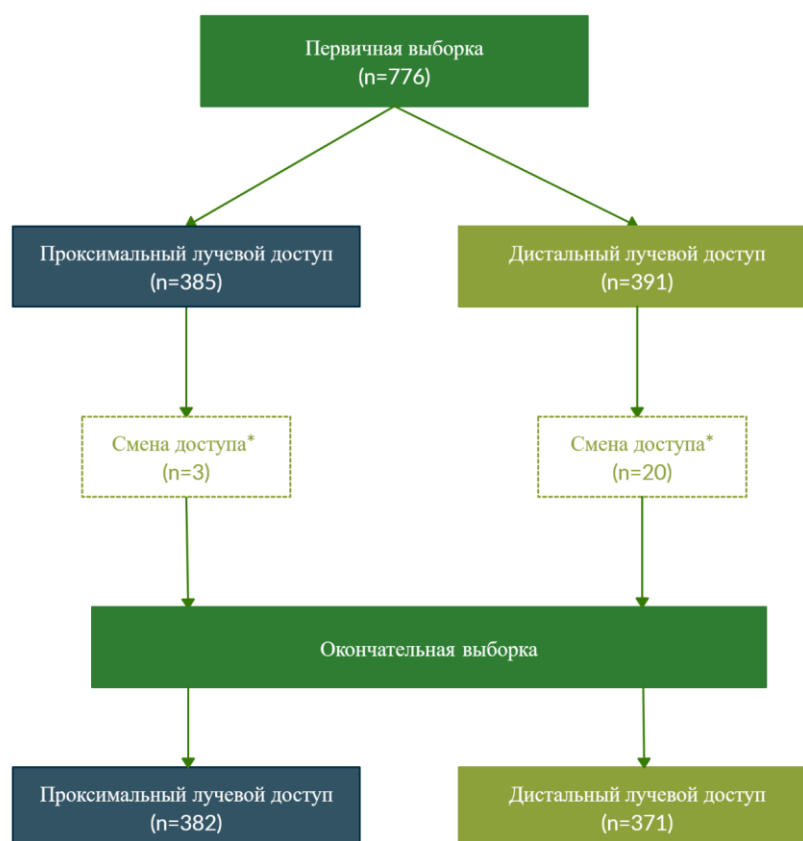 Первичная выборка
(n=776)
Проксимальный лучевой доступ
(n=385)
Дистальный лучевой доступ
(n=391)
Смена доступа*
(n=3)
Смена доступа*
(n=20)
Окончательная выборка
Проксимальный лучевой доступ
(n=382)
Дистальный лучевой доступ
(n=371)